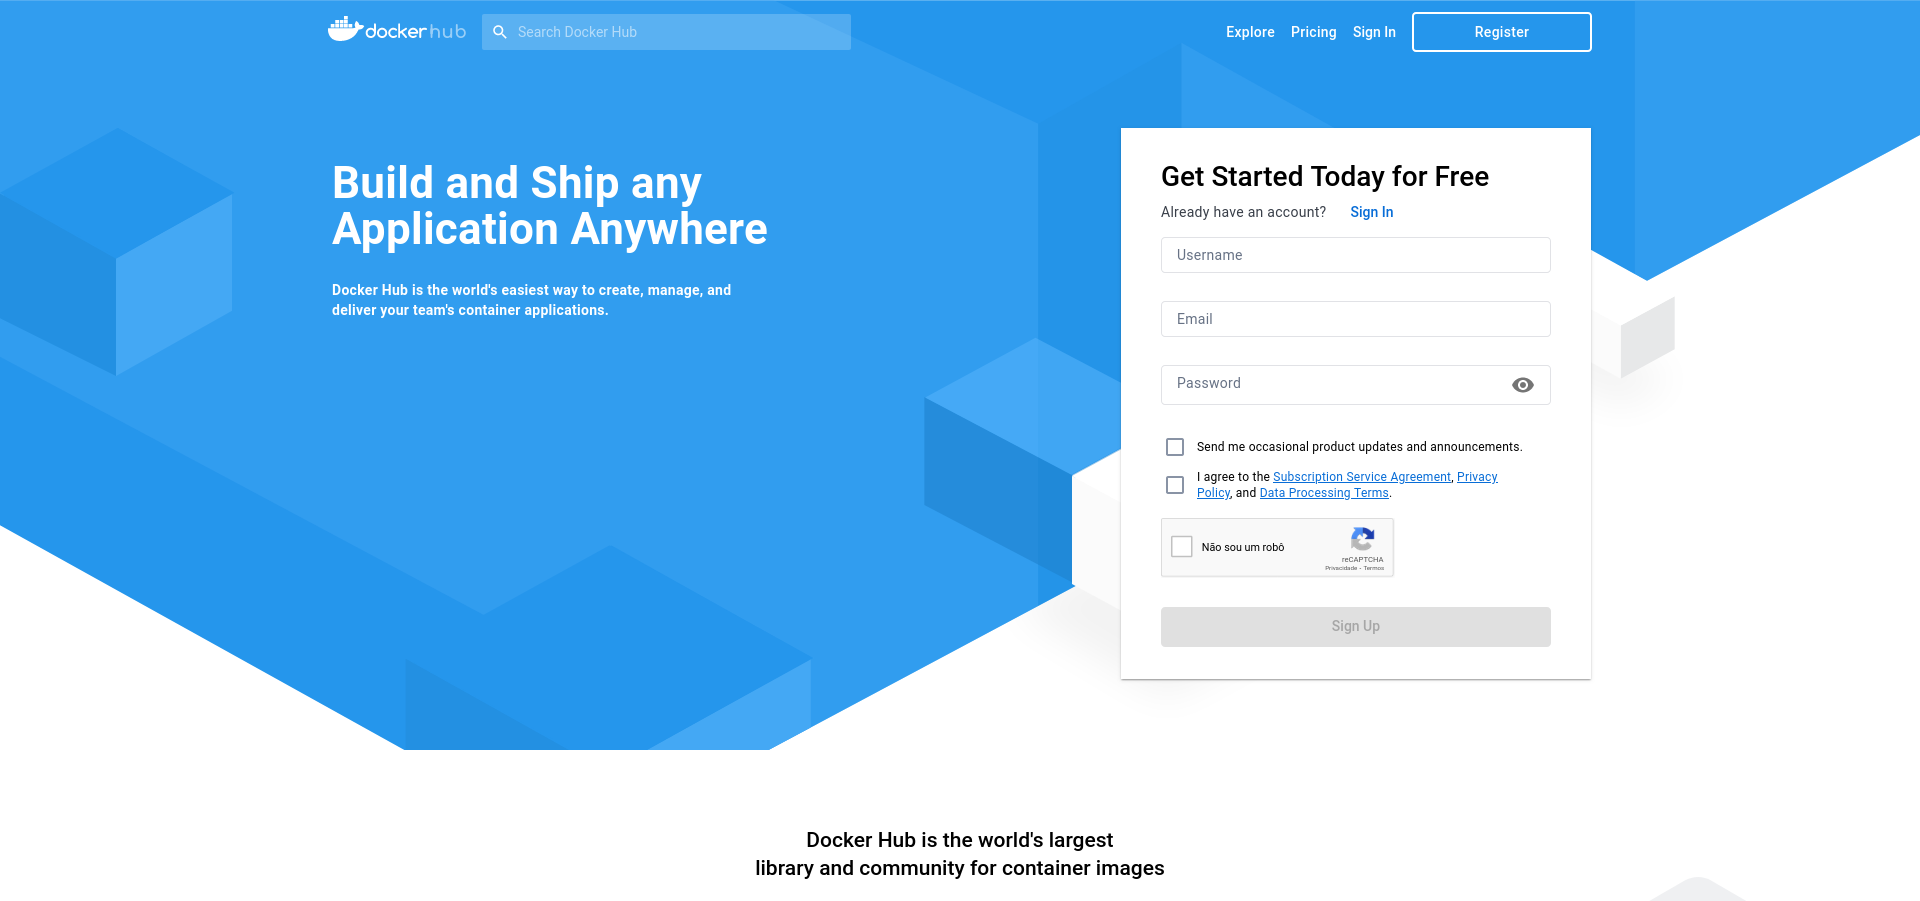 docker hub
Search Docker Hub
Explore
Pricing
Sign In
Register
Build and Ship any
Application Anywhere
Docker Hub is the world's easiest way to create, manage, and
deliver your team's container applications.
Get Started Today for Free
Already have an account? Sign In
Username
Email
Password
Send me occasional product updates and announcements.
I agree to the Subscription Service Agreement, Privacy
Policy, and Data Processing Terms.
Não sou um robô
reCAPTCHA
Privacidade - Termos
Sign Up
Docker Hub is the world's largest
library and community for container images